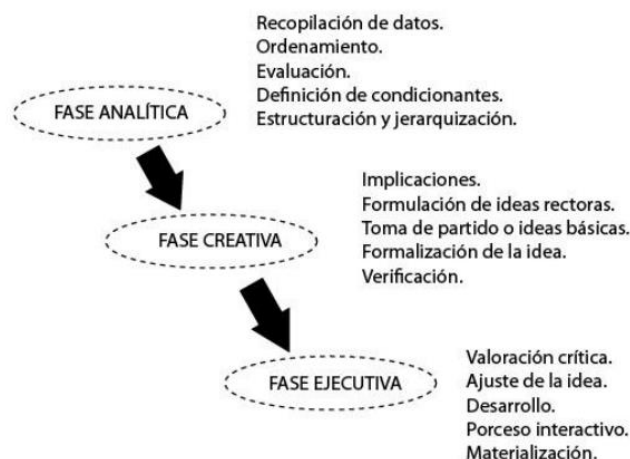 Recopilación de datos.
Ordenamiento.
Evaluación.
Definición de condicionantes.
Estructuración y jerarquización.
FASE ANALÍTICA
Implicaciones.
Formulación de ideas rectoras.
Toma de partido o ideas básicas.
Formalización de la idea.
Verificación.
FASE CREATIVA
Valoración crítica.
Ajuste de la idea.
Desarrollo.
Porceso interactivo.
Materialización.
FASE EJECUTIVA